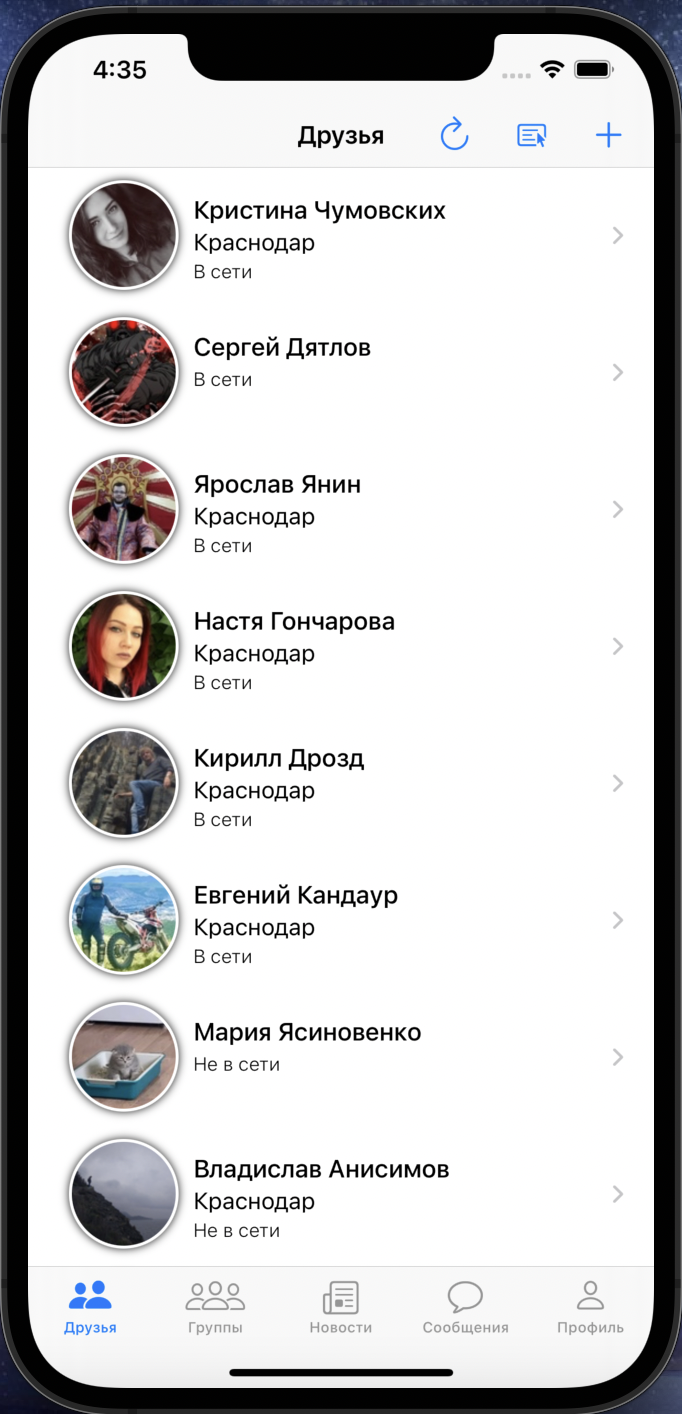 4:35
Друзья
Кристина Чумовских
Краснодар
В сети
Сергей Дятлов
В сети
Ярослав Янин
Краснодар
В сети
Настя Гончарова
Краснодар
В сети
Кирилл Дрозд
Краснодар
В сети
Евгений Кандаур
Краснодар
В сети
Мария Ясиновенко
Не в сети
Владислав Анисимов
Краснодар
Не в сети
Друзья Группы Новости Сообщения Профиль